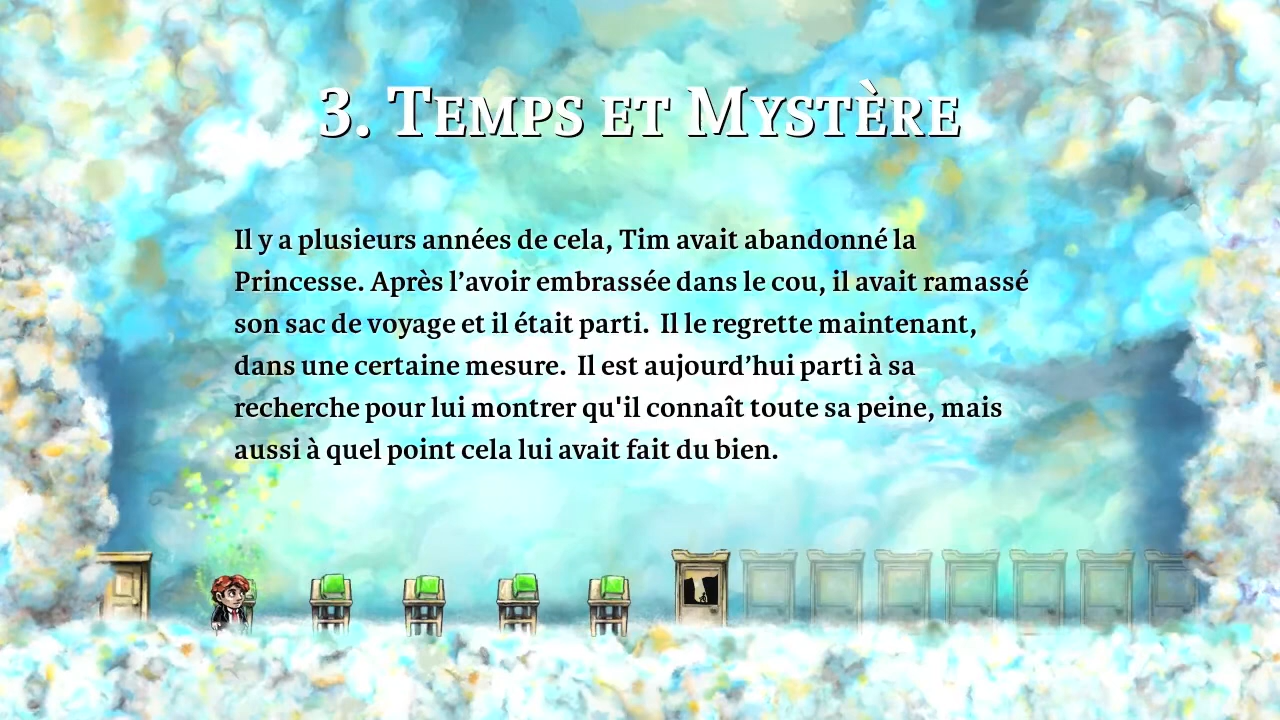 3. Temps et Mystère
Il y a plusieurs années de cela, Tim avait abandonné la
Princesse. Après l’avoir embrassée dans le cou, il avait ramassé
son sac de voyage et il était parti.  Il le regrette maintenant,
dans une certaine mesure.  Il est aujourd’hui parti à sa
recherche pour lui montrer qu'il connaît toute sa peine, mais
aussi à quel point cela lui avait fait du bien.